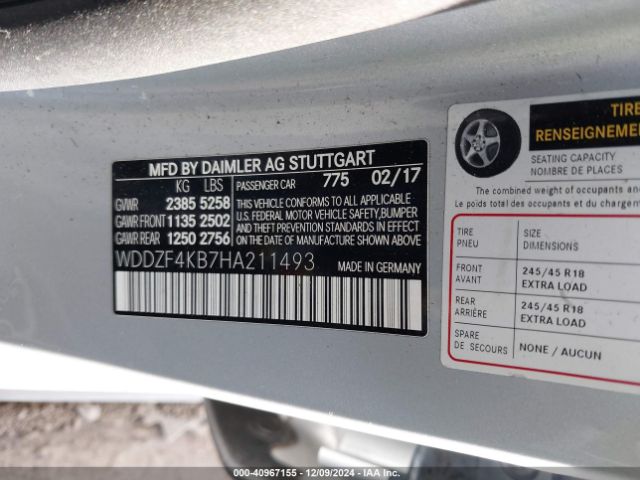 MFD BY DAIMLER AG STUTTGART
KG LBS PASSENGER CAR 775 02/17
GVWR 2385 5258
GAWR FRONT 1135 2502
GAWR REAR 1250 2756
THIS VEHICLE CONFORMS TO ALL APPLICABLE
U.S. FEDERAL MOTOR VEHICLE SAFETY, BUMPER
AND THEFT PREVENTION STANDARDS IN EFFECT
ON THE DATE OF MANUFACTURE SHOWN ABOVE.
WDDZF4KB7HA211493 MADE IN GERMANY
TIRE
RENSEIGNEME
SEATING CAPACITY
NOMBRE DE PLACES
The combined weight of occupants an
Le poids total des occupants
TIRE
PNEU
SIZE
DIMENSIONS
FRONT
AVANT
245/45 R18
EXTRA LOAD
REAR
ARRIÈRE
245/45 R18
EXTRA LOAD
SPARE
DE SECOURS
NONE / AUCUN
000-40967155 - 12/09/2024 - IAA Inc.